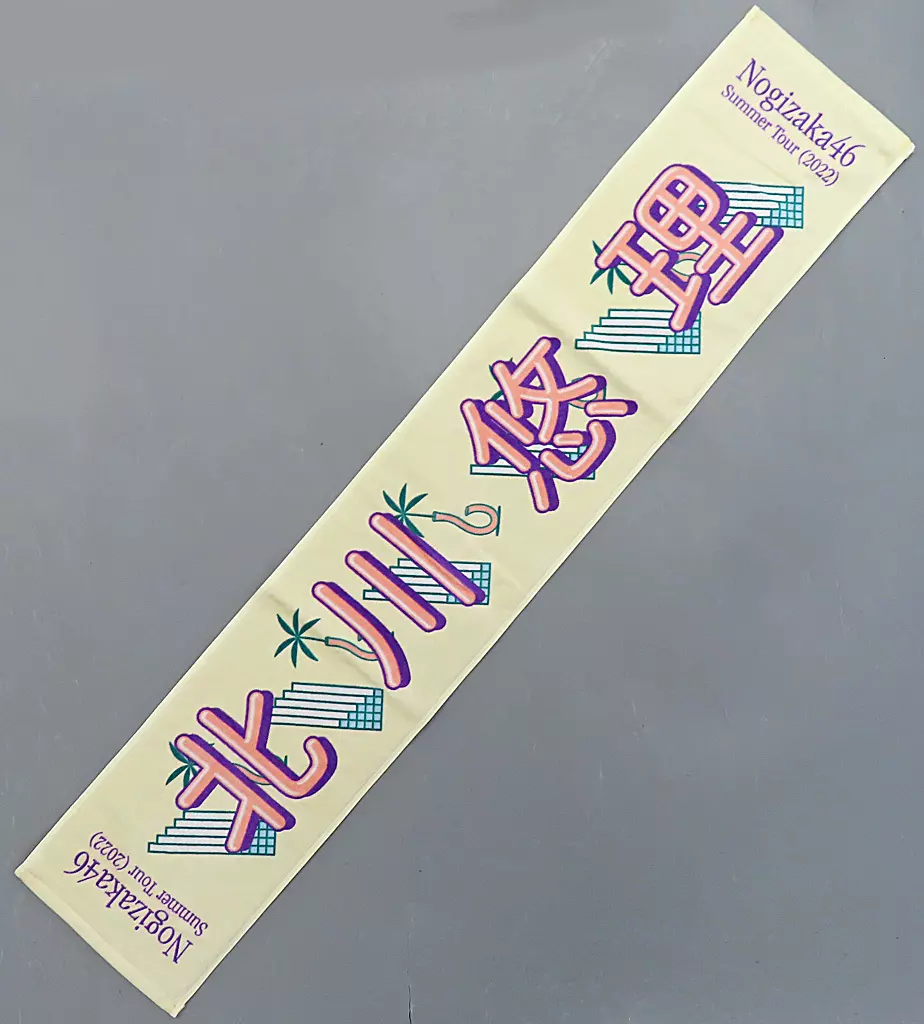 Nogizaka46
Summer Tour (2022)
北川悠理
Nogizaka46
Summer Tour (2022)